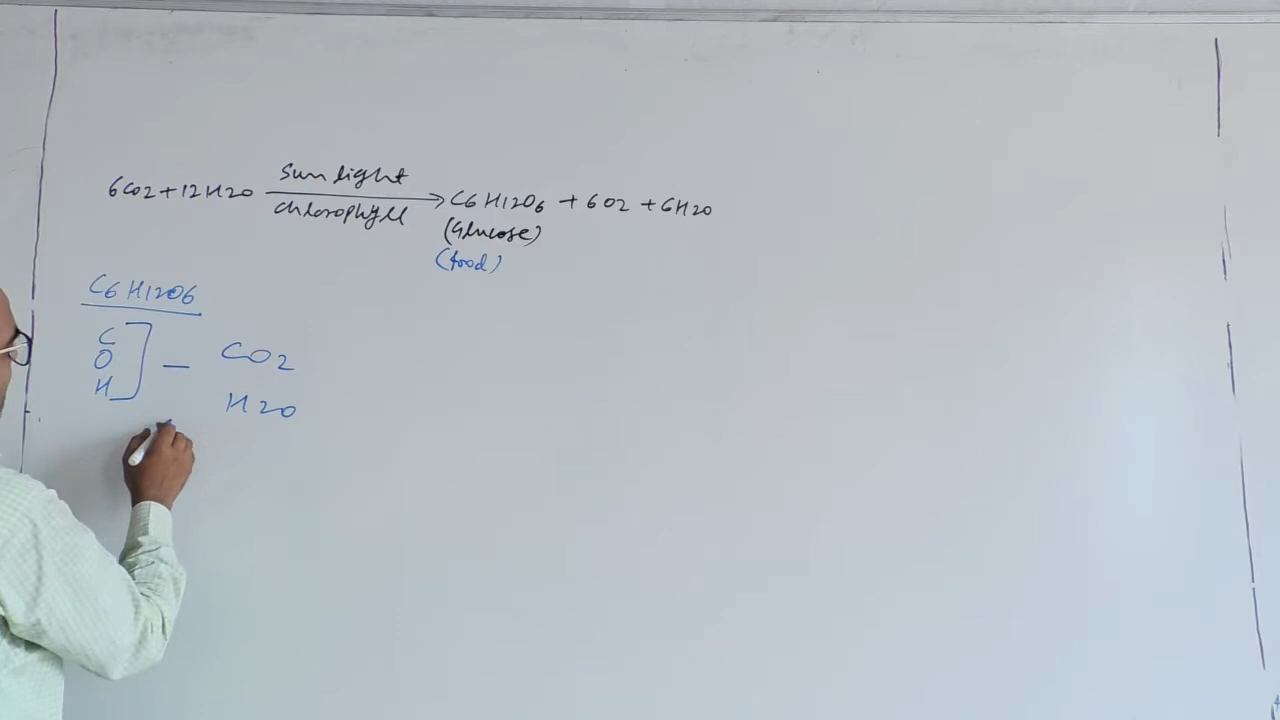 Sun light
6CO2+12H2O → C6H12O6 + 6O2 + 6H2O
chlorophyll
(Glucose)
(food)
C6H12O6
C
O ] — CO2
H
H2O